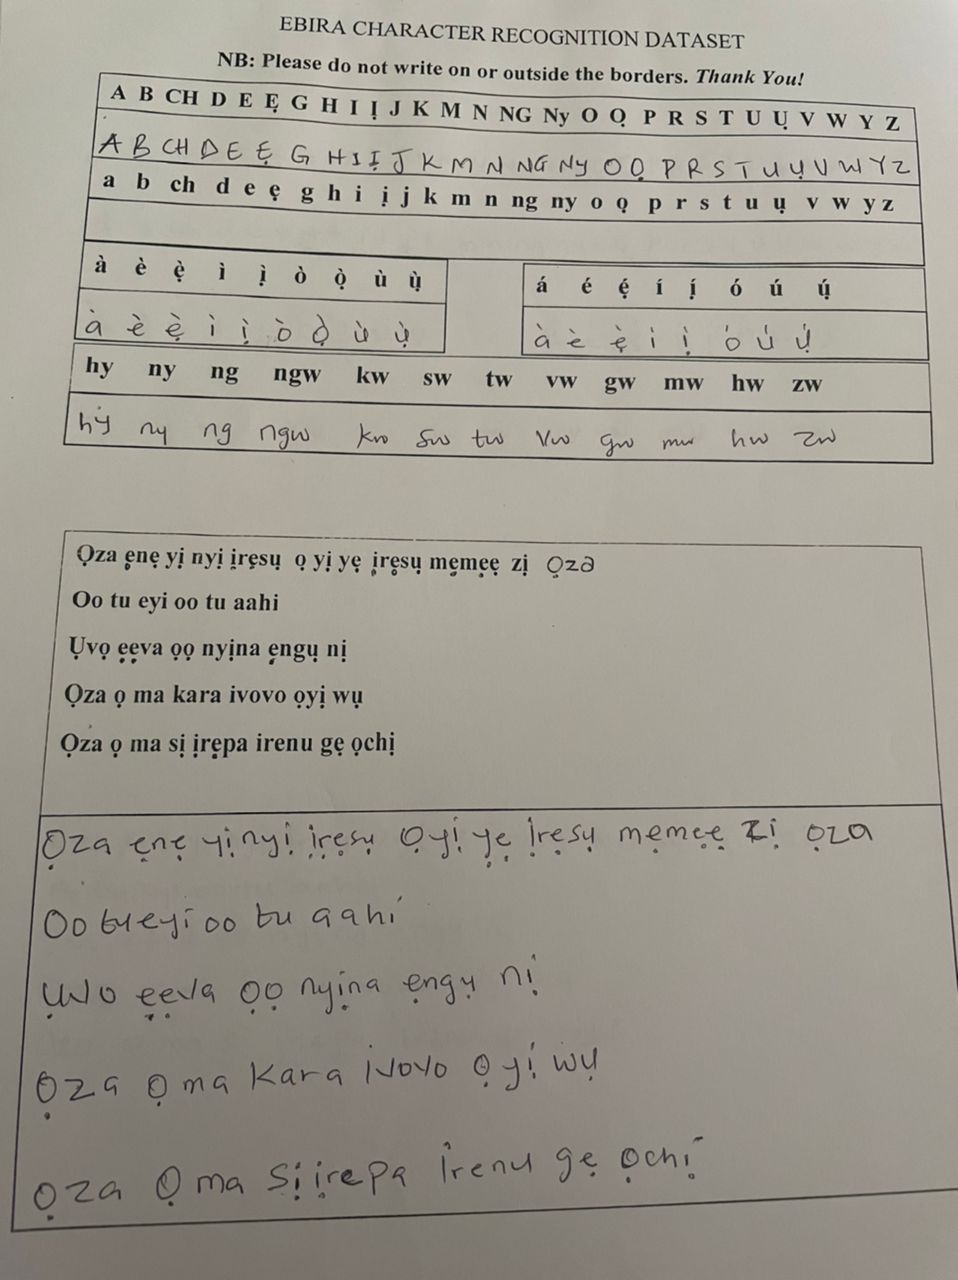 EBIRA CHARACTER RECOGNITION DATASET
NB: Please do not write on or outside the borders. Thank You!
A B CH D E Ẹ G H I Ị J K M N NG Ny O Ọ P R S T U Ụ V W Y Z
A B CH D E Ẹ G H I Ị J K M N NG Ny O Ọ P R S T U Ụ V W Y Z
a b ch d e ẹ g h i ị j k m n ng ny o ọ p r s t u ụ v w y z
à è ẹ̀ ì ị̀ ò ọ̀ ù ụ̀
à è ẹ̀ ì ị̀ ò ọ̀ ù ụ̀
á é ẹ́ í ị́ ó ú ụ́
à è ẹ̀ i ị ó ú ụ́
hy ny ng ngw kw sw tw vw gw mw hw zw
hy ny ng ngw kw sw tw vw gw mw hw zw
Ọza ẹnẹ yị nyị ịrẹsụ ọ yị yẹ ịrẹsụ mẹmẹẹ zị ọza
Oo tu eyi oo tu aahi
Ụvọ ẹẹva ọọ nyịna ẹngụ nị
Ọza ọ ma kara ivovo ọyị wụ
Ọza ọ ma sị ịrẹpa irenu gẹ ọchị
Ọza ẹnẹ yị nyị ịrẹsụ Ọyị yẹ ịrẹsụ mẹmẹẹ zị ọza
Oo tu eyi oo tu aahi
Ụvo ẹẹva ọọ nyịna ẹngụ nị
Ọza Ọ ma kara ivovo Ọ yị wụ
Ọza Ọ ma sị ịrepa irenu gẹ ọchị